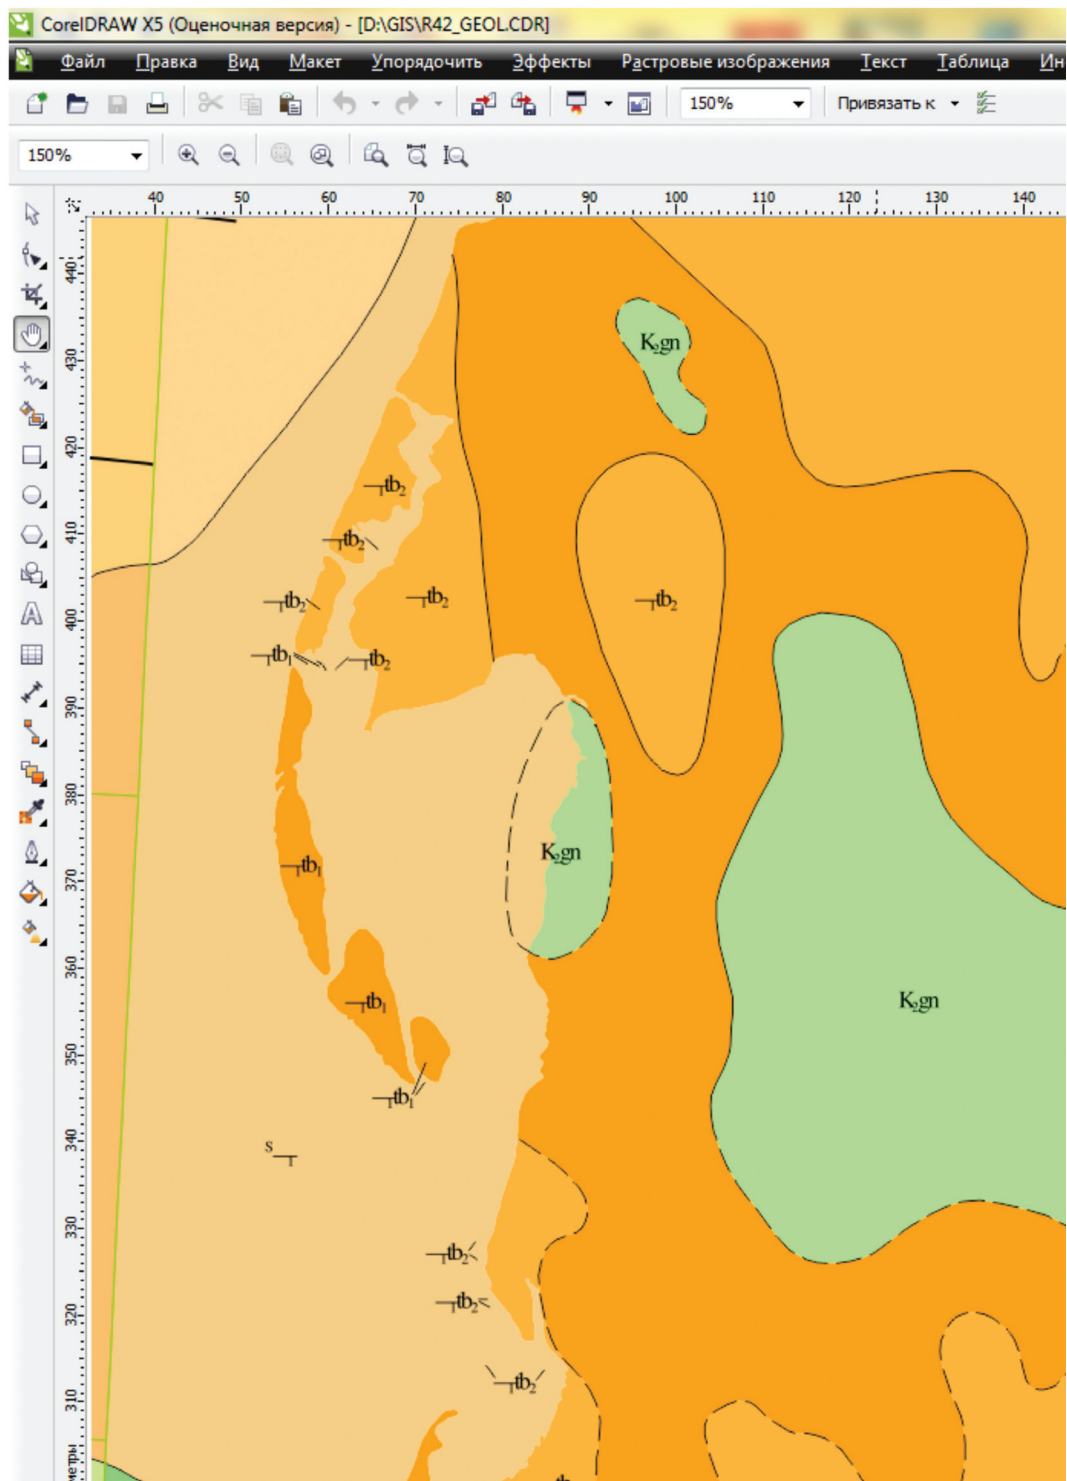 CorelDRAW X5 (Оценочная версия) - [D:\GIS\R42_GEOL.CDR]
Файл Правка Вид Макет Упорядочить Эффекты Растровые изображения Текст Таблица Ин
150% Привязать к
150%
40 50 60 70 80 90 100 110 120 130 140
440
K2gn
430
420
tb2
410
tb2
tb2
tb2
tb2
400
tb1
tb2
390
380
K2gn
tb1
370
360
K2gn
tb1
350
tb1
340
s
330
tb2
tb2
320
tb2
310
метры
tb